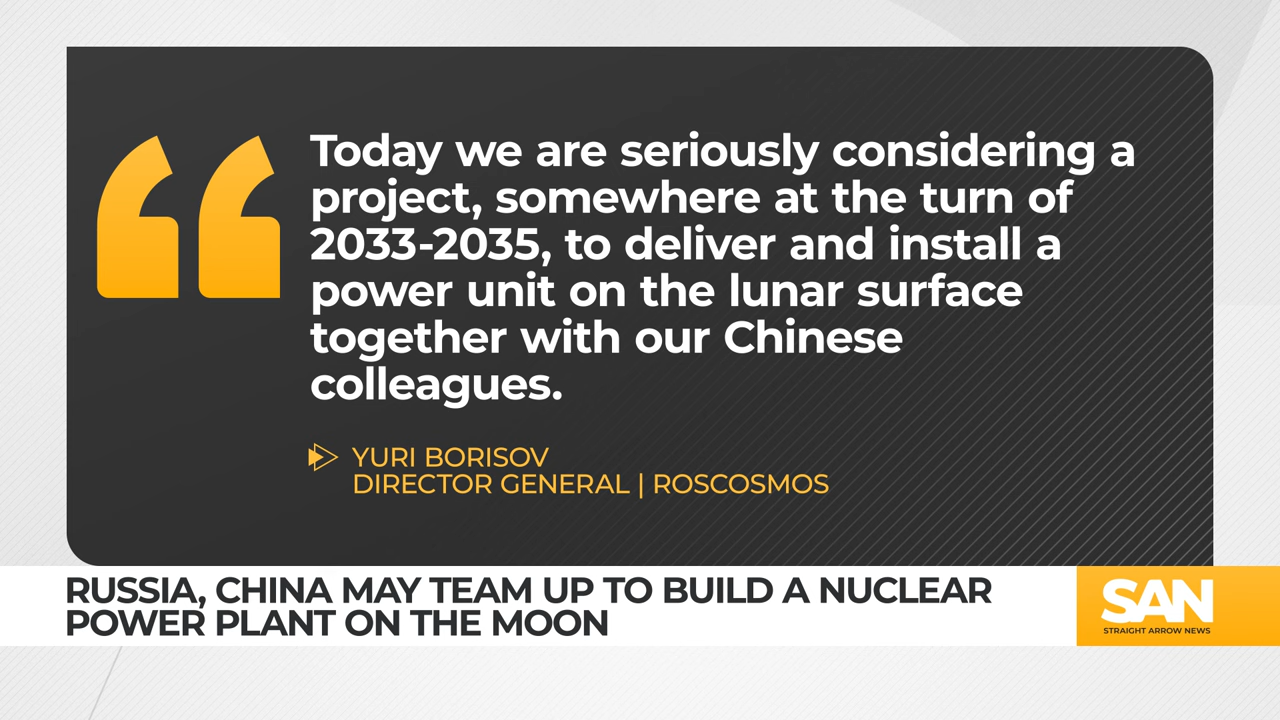 Today we are seriously considering a
project, somewhere at the turn of
2033-2035, to deliver and install a
power unit on the lunar surface
together with our Chinese
colleagues.
YURI BORISOV
DIRECTOR GENERAL | ROSCOSMOS
RUSSIA, CHINA MAY TEAM UP TO BUILD A NUCLEAR
POWER PLANT ON THE MOON
SAN
STRAIGHT ARROW NEWS